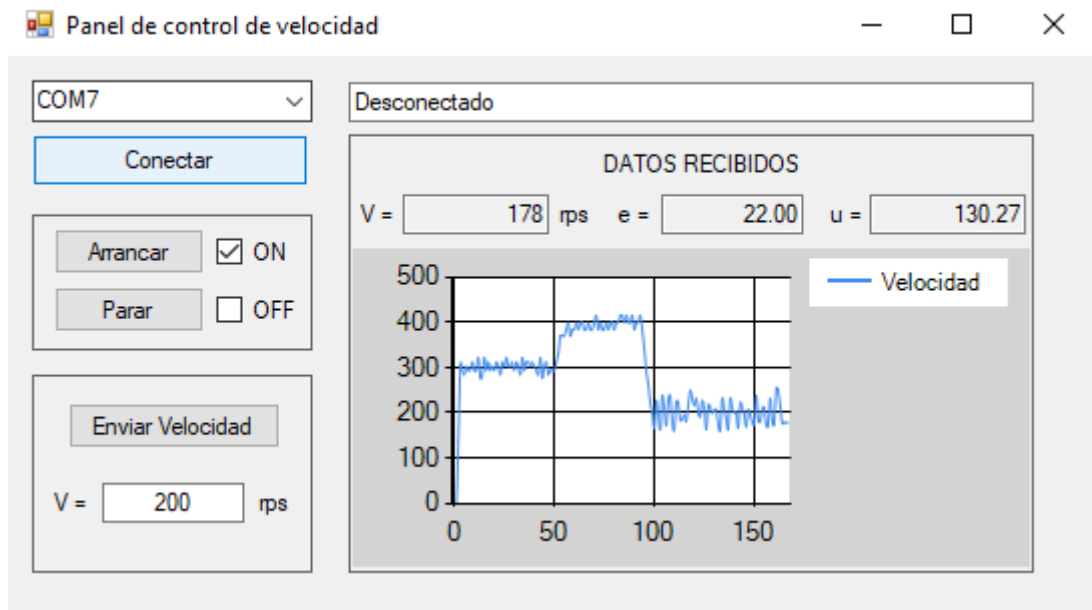 Panel de control de velocidad
COM7
Desconectado
Conectar
DATOS RECIBIDOS
V = 178 rps e = 22.00 u = 130.27
Arrancar ON
Parar OFF
Enviar Velocidad
V = 200 rps
500
400
300
200
100
0
0 50 100 150
Velocidad